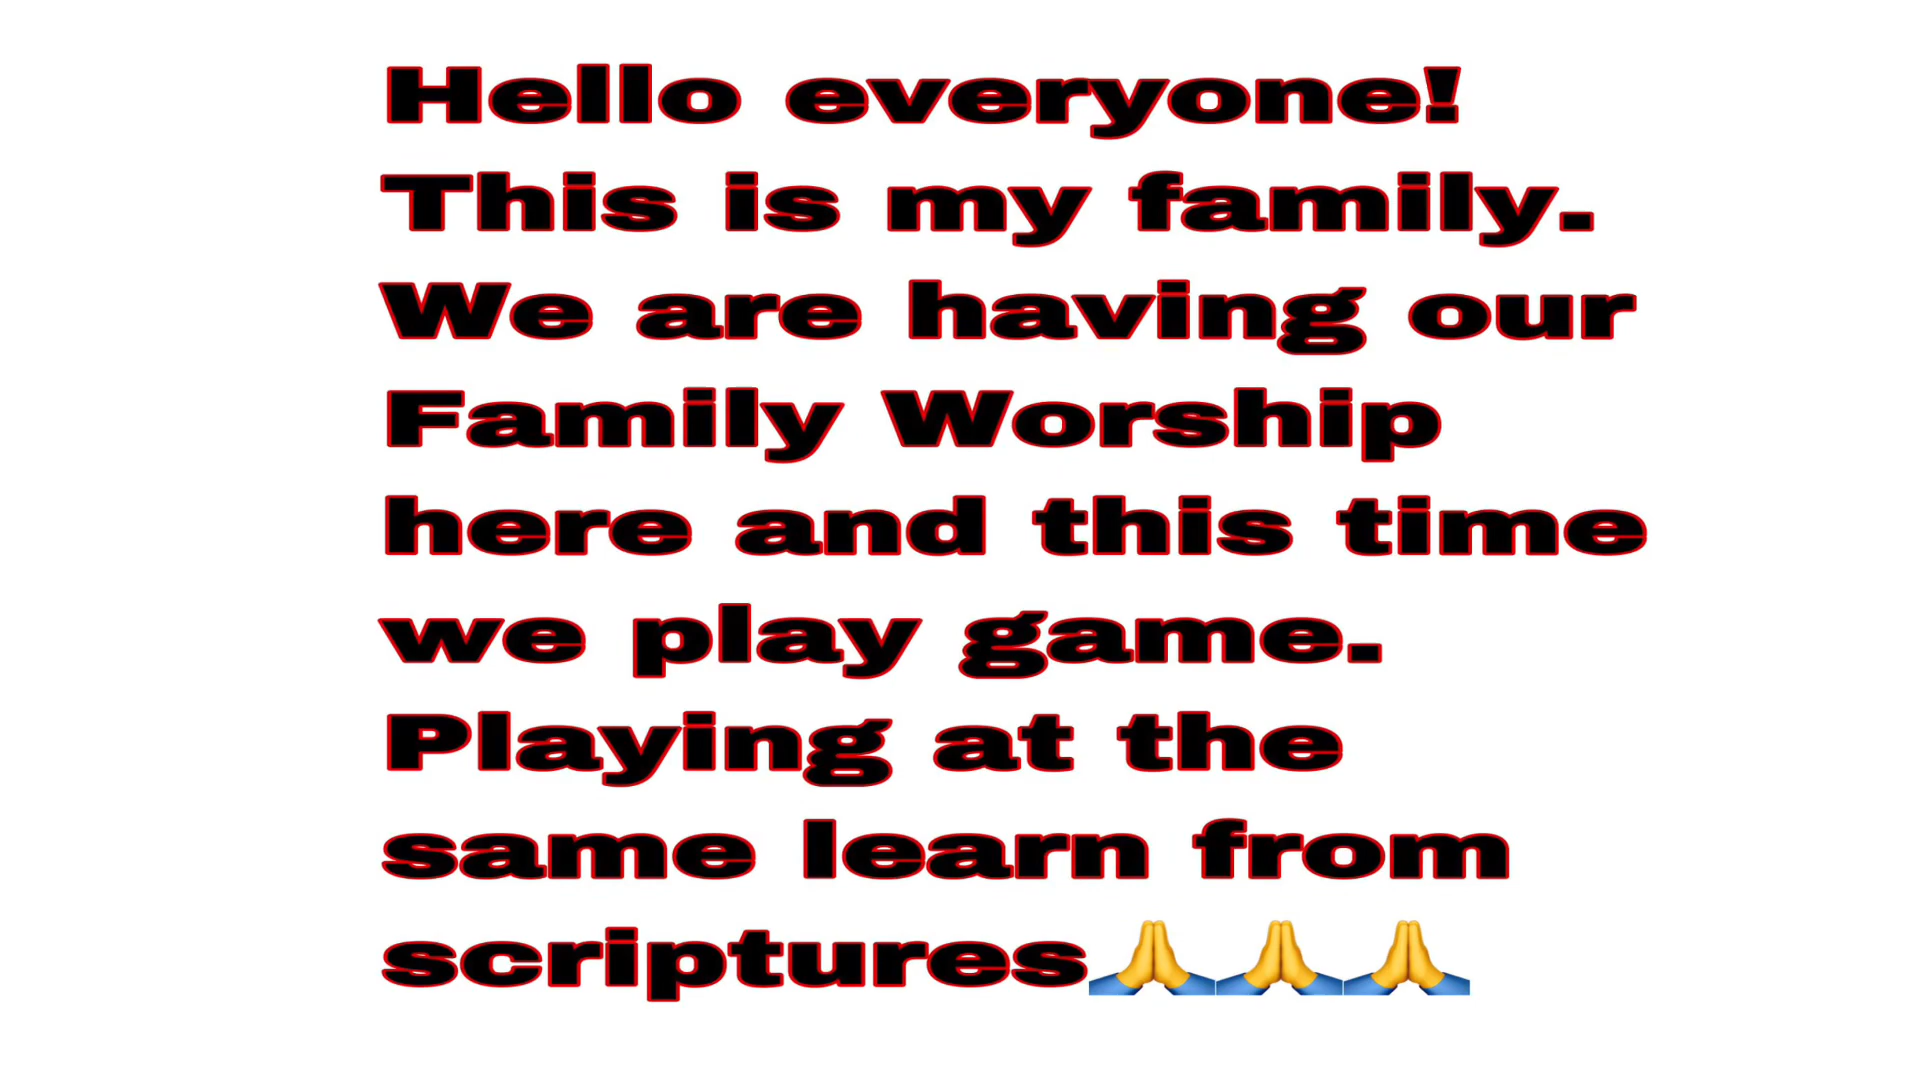 Hello everyone!
This is my family.
We are having our
Family Worship
here and this time
we play game.
Playing at the
same learn from
scriptures🙏🙏🙏